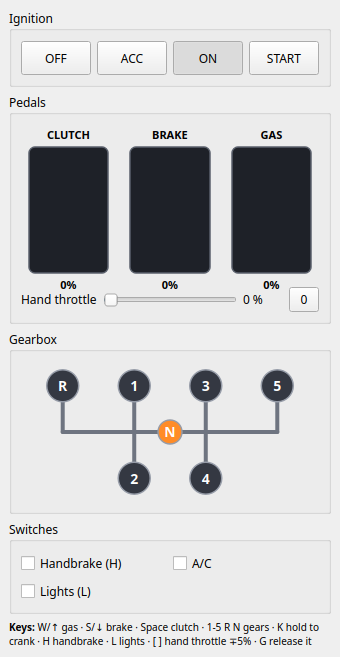 Ignition
OFF ACC ON START
Pedals
CLUTCH BRAKE GAS
0% 0% 0%
Hand throttle 0 % 0
Gearbox
R 1 3 5
N
2 4
Switches
Handbrake (H) A/C
Lights (L)
Keys: W/↑ gas · S/↓ brake · Space clutch · 1-5 R N gears · K hold to
crank · H handbrake · L lights · [ ] hand throttle ∓5% · G release it